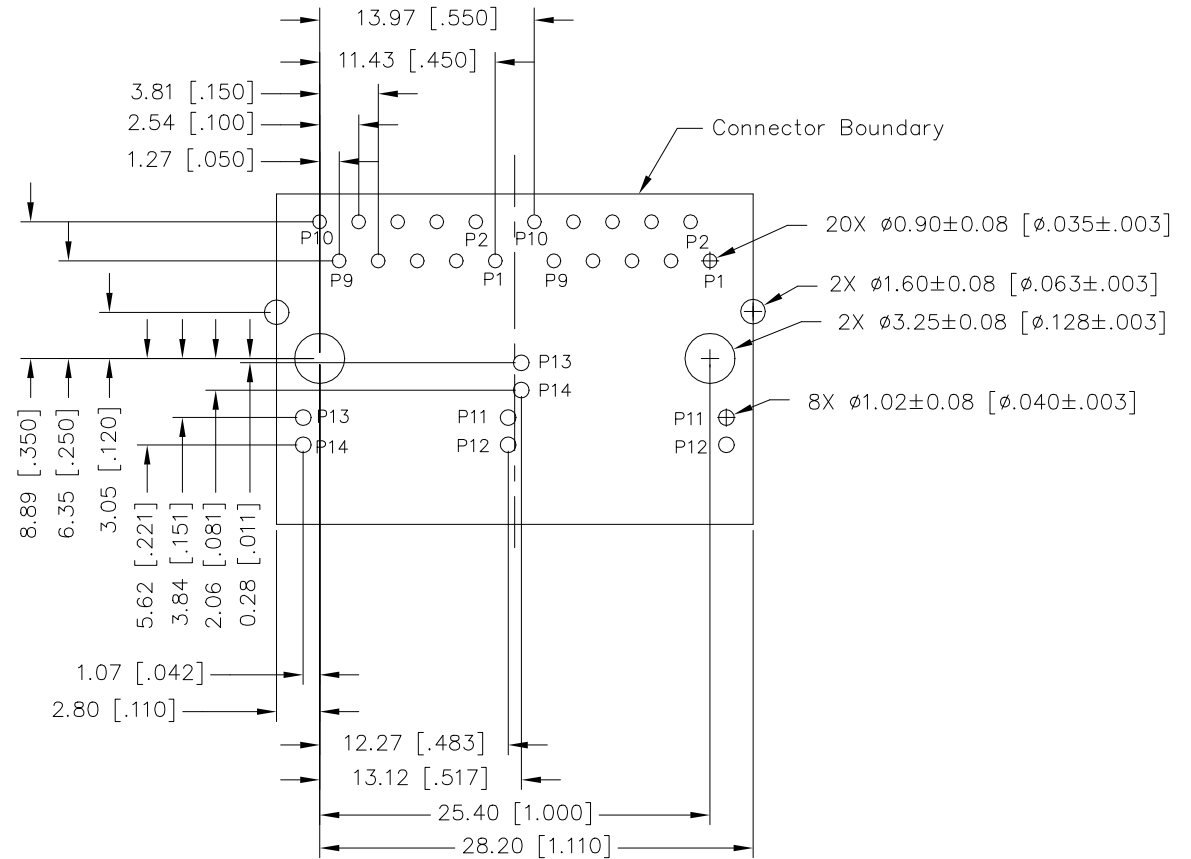 13.97 [.550]
11.43 [.450]
3.81 [.150]
2.54 [.100]
1.27 [.050]
Connector Boundary
P10
P2
P10
P2
20X ⌀0.90±0.08 [⌀.035±.003]
P9
P1
P9
P1
2X ⌀1.60±0.08 [⌀.063±.003]
2X ⌀3.25±0.08 [⌀.128±.003]
P13
P14
8X ⌀1.02±0.08 [⌀.040±.003]
P13
P11
P11
P14
P12
P12
8.89 [.350]
6.35 [.250]
3.05 [.120]
5.62 [.221]
3.84 [.151]
2.06 [.081]
0.28 [.011]
1.07 [.042]
2.80 [.110]
12.27 [.483]
13.12 [.517]
25.40 [1.000]
28.20 [1.110]